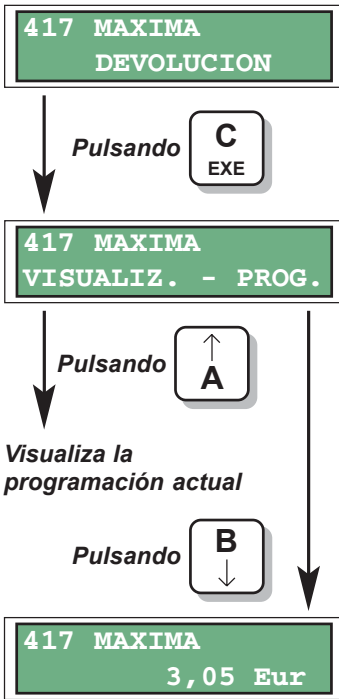 417 MAXIMA
DEVOLUCION
Pulsando
C
EXE
417 MAXIMA
VISUALIZ. - PROG.
Pulsando
↑
A
Visualiza la
programación actual
Pulsando
B
↓
417 MAXIMA
3,05 Eur